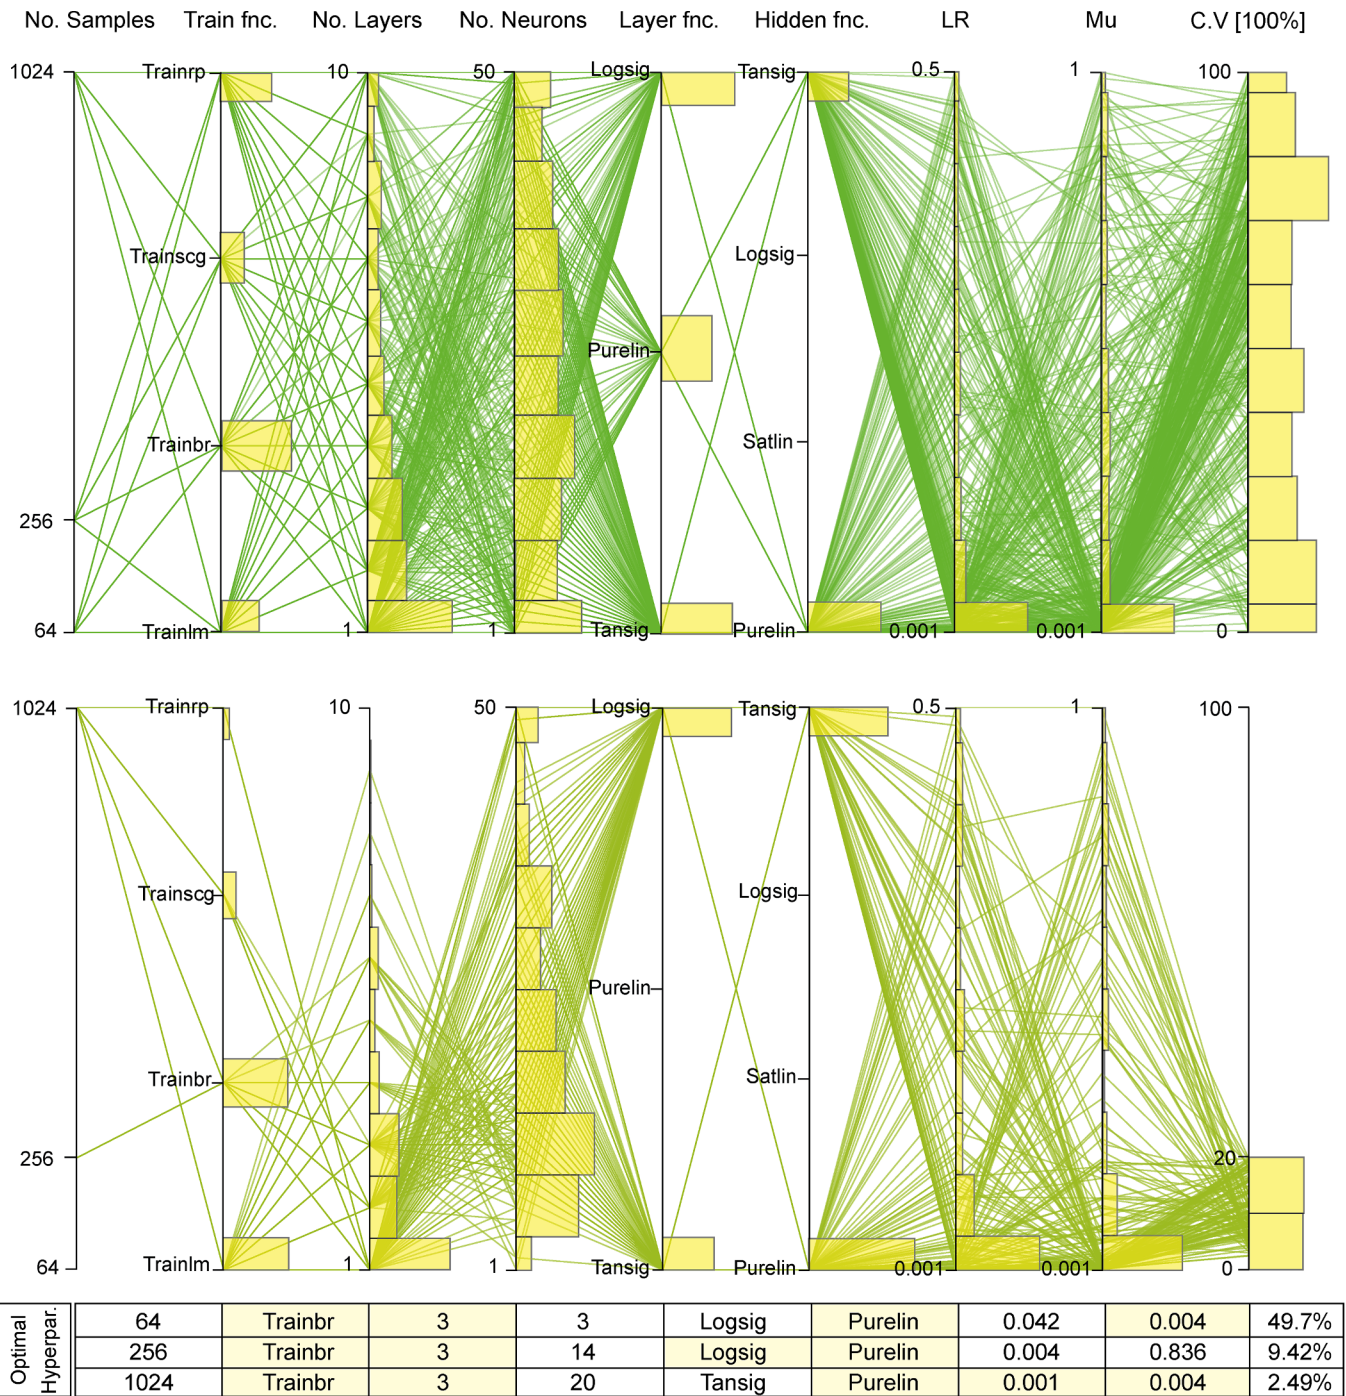 No. Samples Train fnc. No. Layers No. Neurons Layer fnc. Hidden fnc. LR Mu C.V [100%]
1024 Trainrp 10 50 Logsig Tansig 0.5 1 100
Trainscg Logsig
Purelin
Trainbr Satlin
256
64 Trainlm 1 1 Tansig Purelin 0.001 0.001 0
1024 Trainrp 10 50 Logsig Tansig 0.5 1 100
Trainscg Logsig
Purelin
Trainbr Satlin
256 20
64 Trainlm 1 1 Tansig Purelin 0.001 0.001 0
Optimal
Hyperpar.
64 Trainbr 3 3 Logsig Purelin 0.042 0.004 49.7%
256 Trainbr 3 14 Logsig Purelin 0.004 0.836 9.42%
1024 Trainbr 3 20 Tansig Purelin 0.001 0.004 2.49%